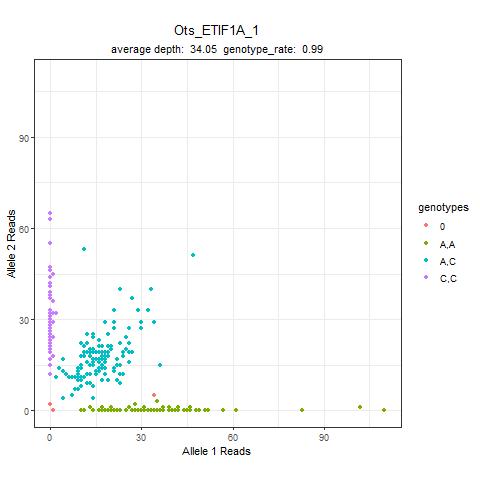 Ots_ETIF1A_1
average depth: 34.05 genotype_rate: 0.99
90
60
30
0
Allele 2 Reads
0 30 60 90
Allele 1 Reads
genotypes
0
A,A
A,C
C,C